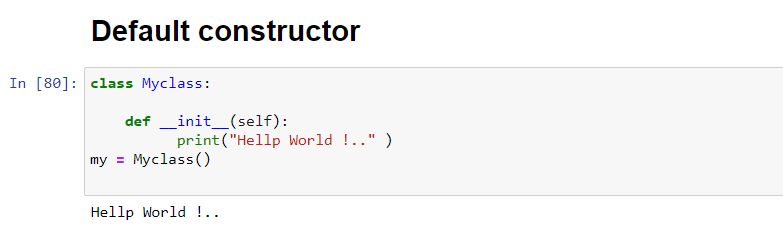 Default constructor
In [80]: class Myclass:
def __init__(self):
print("Hellp World !.." )
my = Myclass()
Hellp World !..